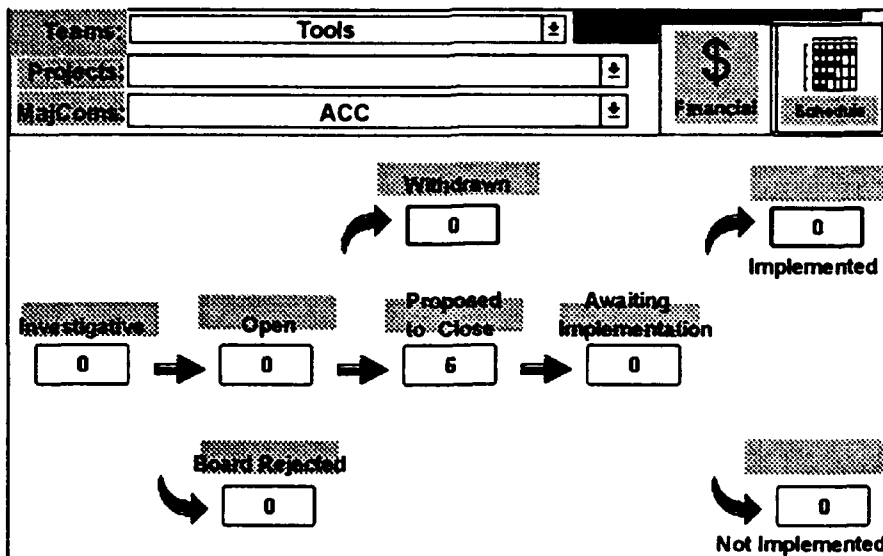 Teams: Tools
Projects:
MajComs: ACC
$
Financial
Schedule
Withdrawn
0
0
Implemented
Investigative
0
Open
0
Proposed
to Close
6
Awaiting
Implementation
0
Board Rejected
0
0
Not Implemented